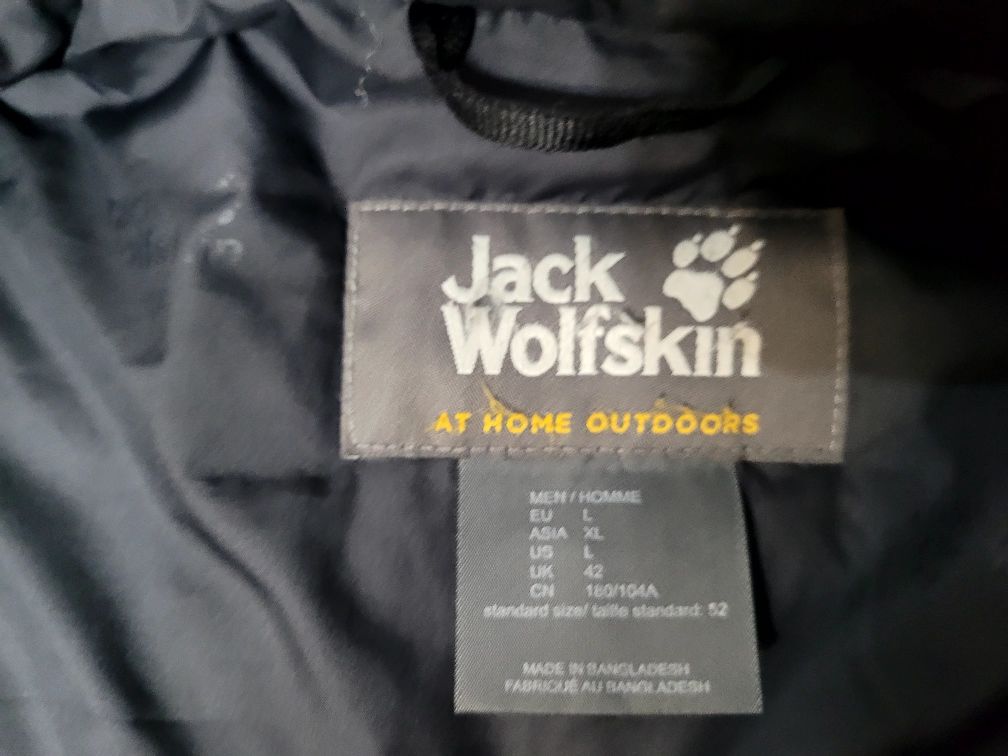 Jack
Wolfskin
AT HOME OUTDOORS
MEN / HOMME
EU L
ASIA XL
US L
UK 42
CN 180/104A
standard size/ taille standard: 52
MADE IN BANGLADESH
FABRIQUÉ AU BANGLADESH